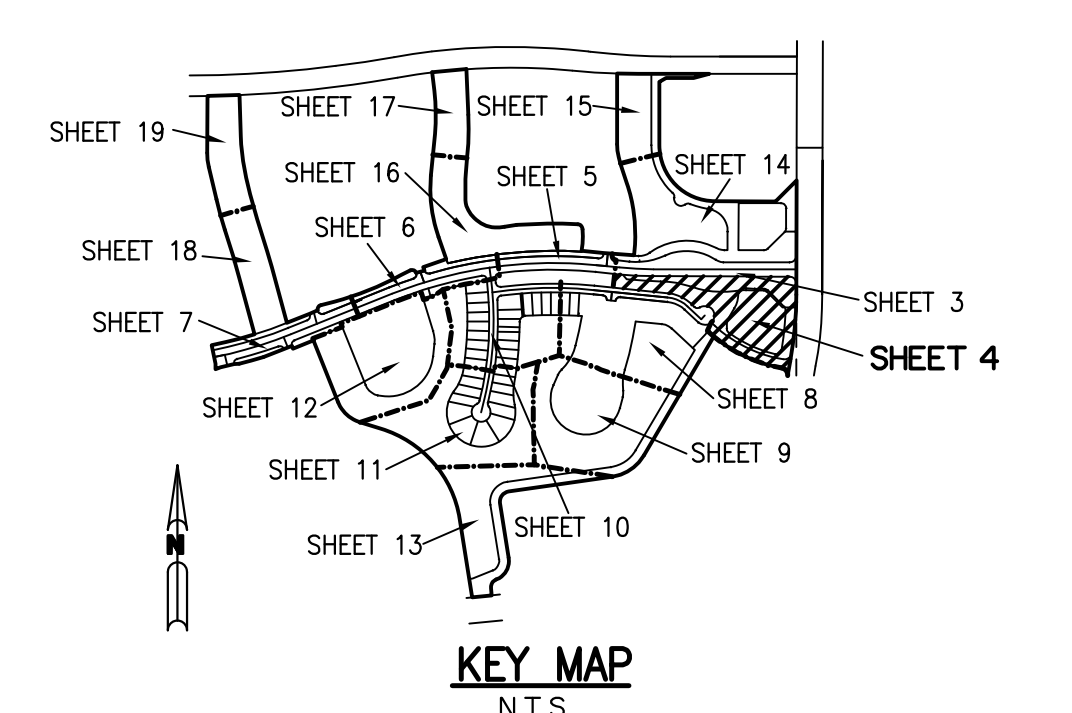 SHEET 17
SHEET 15
SHEET 19
SHEET 14
SHEET 16
SHEET 5
SHEET 6
SHEET 18
SHEET 3
SHEET 7
SHEET 4
SHEET 8
SHEET 12
SHEET 9
SHEET 11
SHEET 10
SHEET 13
N
KEY MAP
N.T.S.